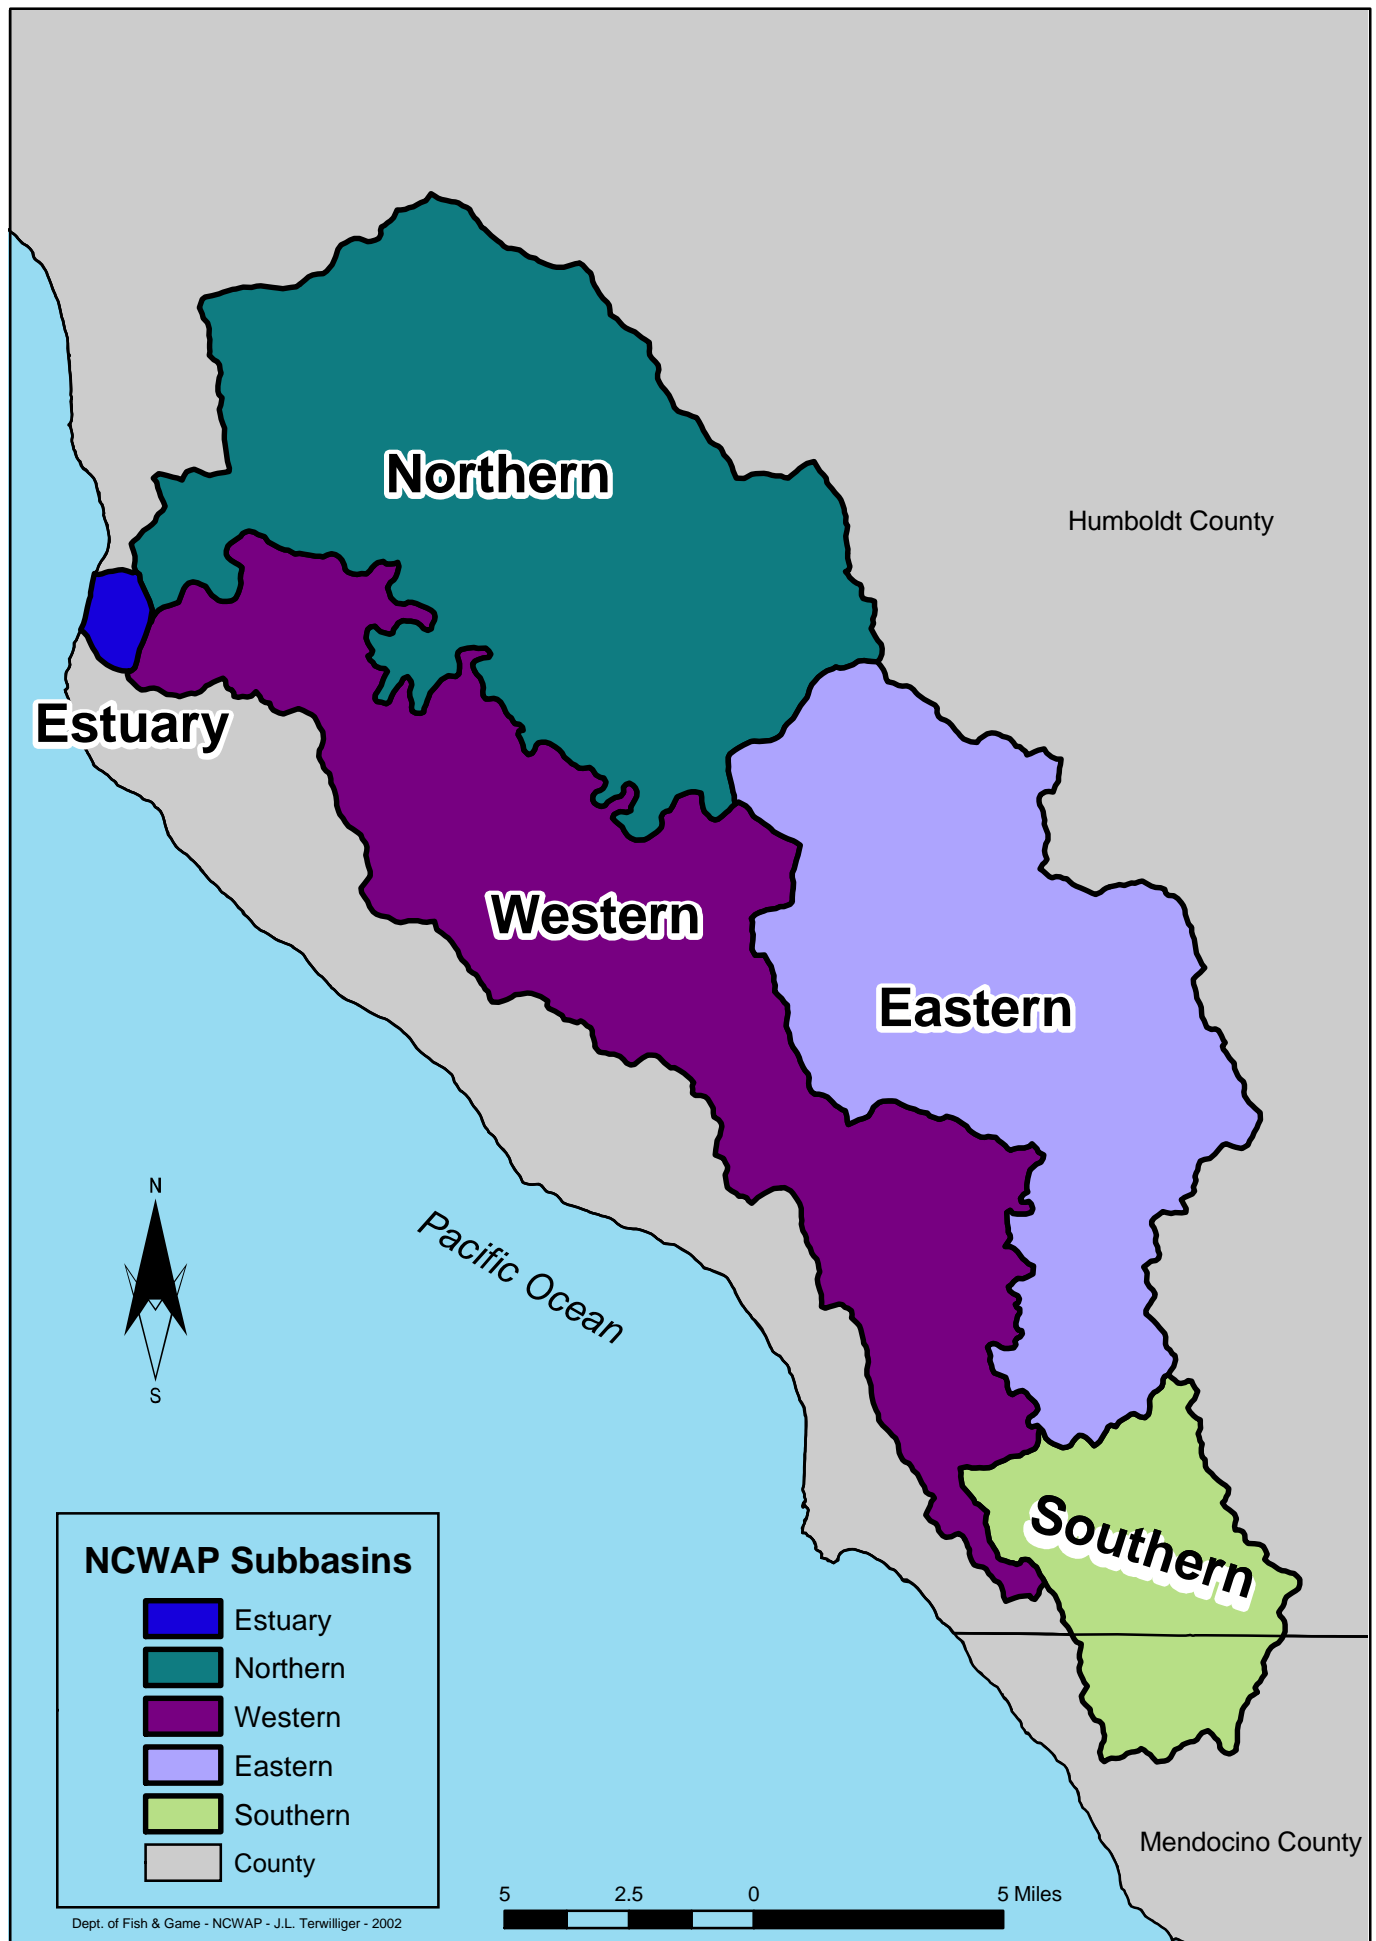 Northern
Humboldt County
Estuary
Western
Eastern
N
Pacific Ocean
S
Southern
NCWAP Subbasins
Estuary
Northern
Western
Eastern
Southern
County
Mendocino County
5 2.5 0 5 Miles
Dept. of Fish & Game - NCWAP - J.L. Terwilliger - 2002